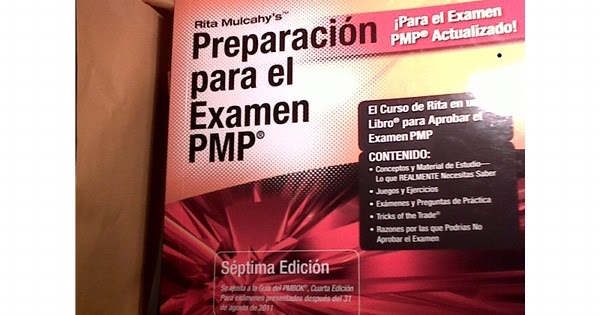 Rita Mulcahy's™
Preparación
para el
Examen
PMP®
¡Para el Examen
PMP® Actualizado!
El Curso de Rita en un
Libro® para Aprobar el
Examen PMP
CONTENIDO:
• Conceptos y Material de Estudio—
Lo que REALMENTE Necesitas Saber
• Juegos y Ejercicios
• Exámenes y Preguntas de Práctica
• Tricks of the Trade®
• Razones por las que Podrías No
Aprobar el Examen
Séptima Edición
Se ajusta a la Guía del PMBOK®, Cuarta Edición
Para exámenes presentados después del 31
de agosto de 2011